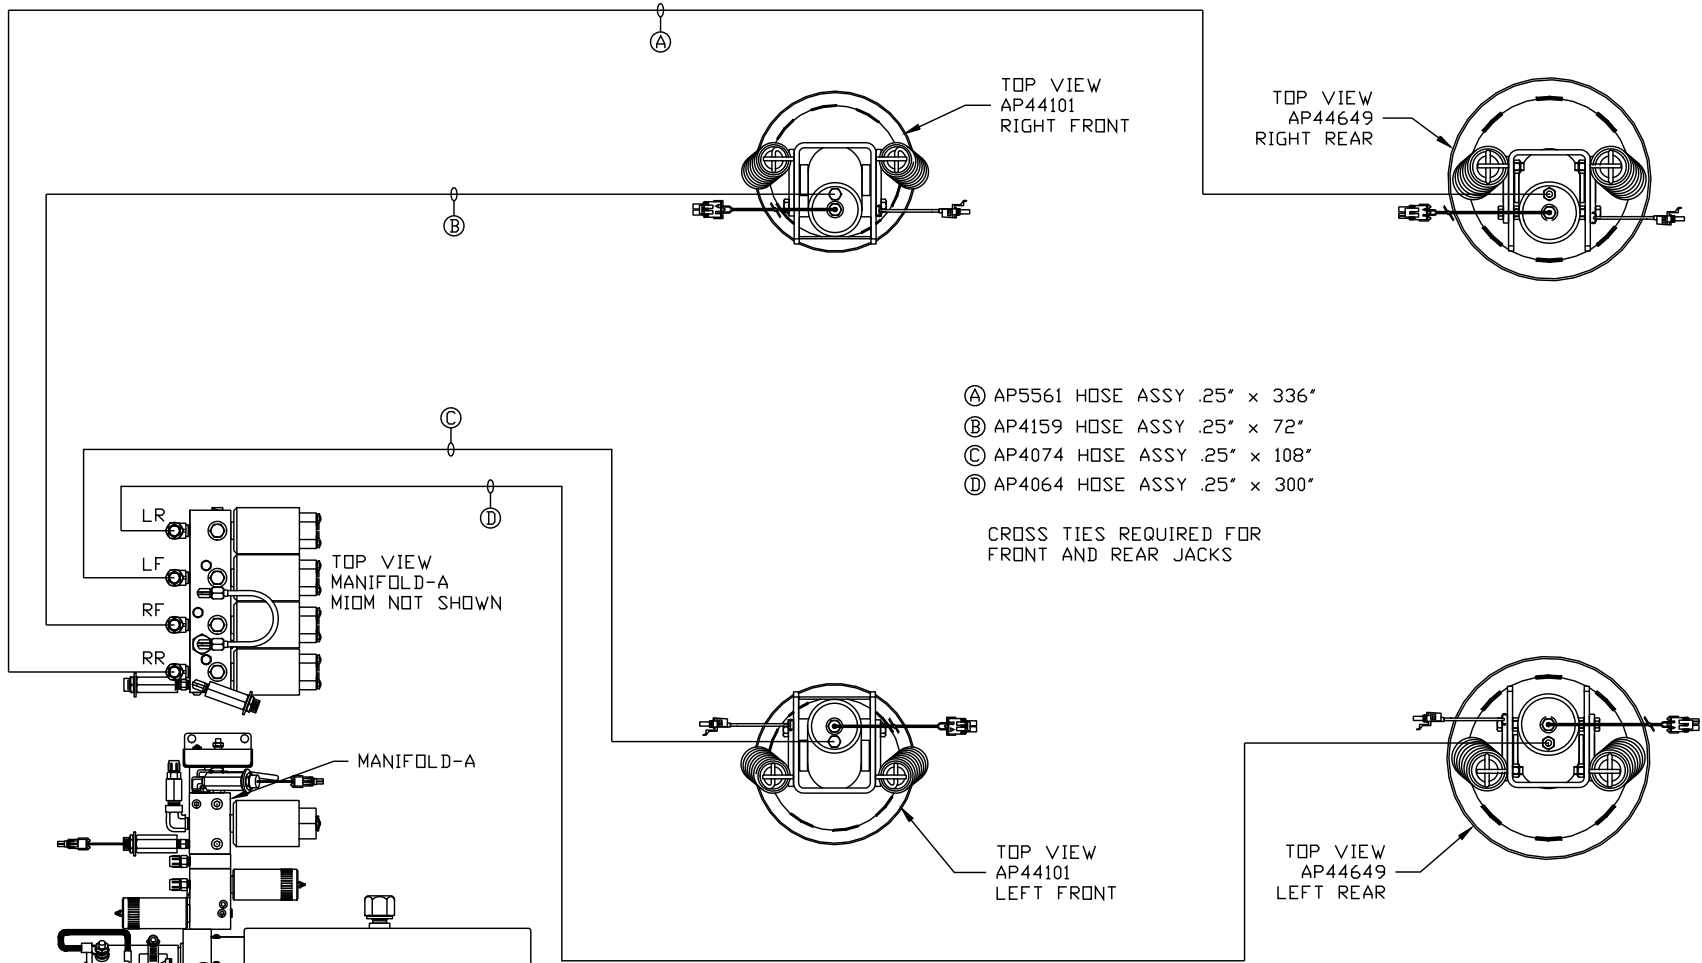 A
TOP VIEW
AP44101
RIGHT FRONT
TOP VIEW
AP44649
RIGHT REAR
B
A AP5561 HOSE ASSY .25" x 336"
B AP4159 HOSE ASSY .25" x 72"
C AP4074 HOSE ASSY .25" x 108"
D AP4064 HOSE ASSY .25" x 300"
CROSS TIES REQUIRED FOR
FRONT AND REAR JACKS
C
D
LR
LF
RF
RR
TOP VIEW
MANIFOLD-A
MIOM NOT SHOWN
MANIFOLD-A
TOP VIEW
AP44101
LEFT FRONT
TOP VIEW
AP44649
LEFT REAR